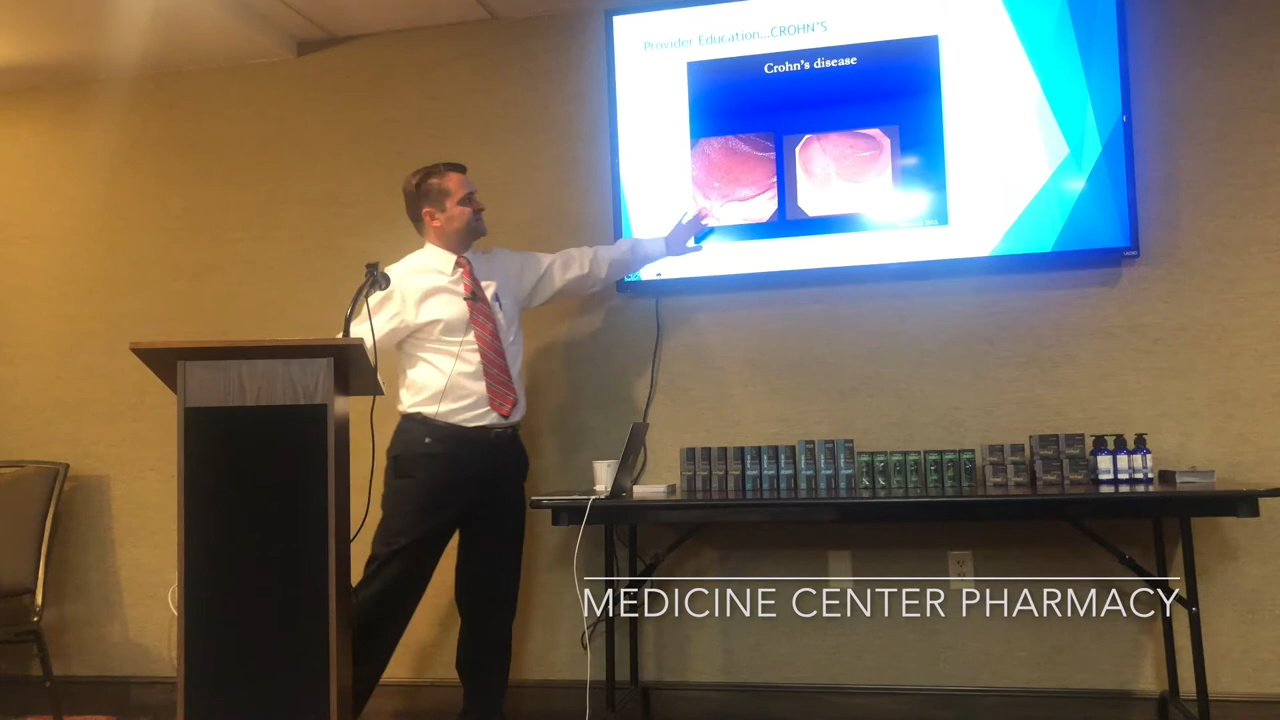 Provider Education...CROHN'S
Crohn's disease
MEDICINE CENTER PHARMACY